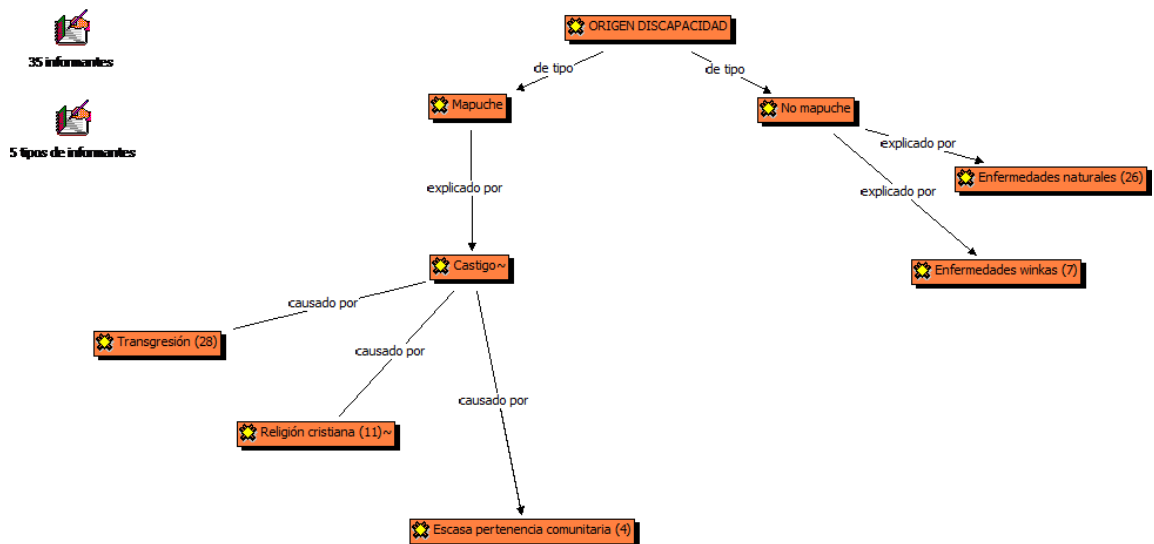 35 informantes
5 tipos de informantes
ORIGEN DISCAPACIDAD
de tipo
de tipo
Mapuche
No mapuche
explicado por
explicado por
explicado por
Enfermedades naturales (26)
Castigo~
Enfermedades winkas (7)
causado por
Transgresión (28)
causado por
causado por
Religión cristiana (11)~
Escasa pertenencia comunitaria (4)